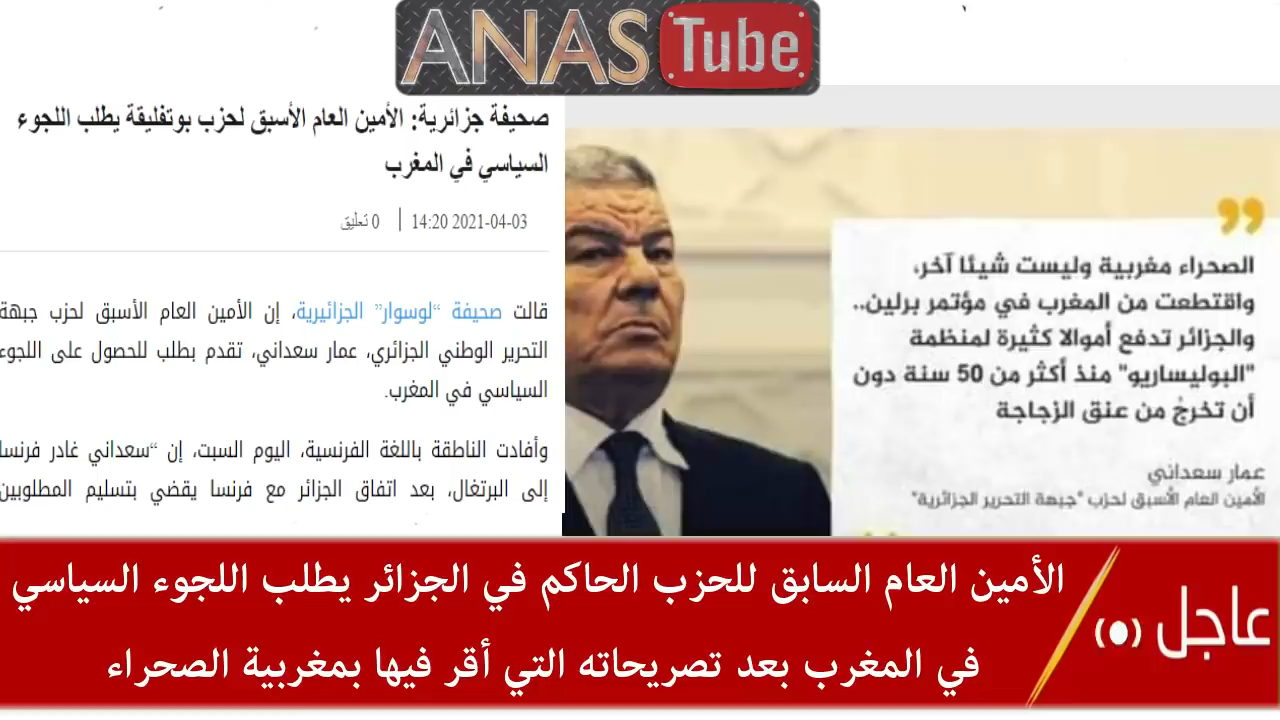 ANAS Tube
صحيفة جزائرية: الأمين العام الأسبق لحزب بوتفليقة يطلب اللجوء
السياسي في المغرب
2021-04-03 14:20 | 0 تعليق
قالت صحيفة “لوسوار” الجزائيرية، إن الأمين العام الأسبق لحزب جبهة
التحرير الوطني الجزائري، عمار سعداني، تقدم بطلب للحصول على اللجوء
السياسي في المغرب.
وأفادت الناطقة باللغة الفرنسية، اليوم السبت، إن “سعداني غادر فرنسا
إلى البرتغال، بعد اتفاق الجزائر مع فرنسا يقضي بتسليم المطلوبين
الصحراء مغربية وليست شيئا آخر،
واقتطعت من المغرب في مؤتمر برلين..
والجزائر تدفع أموالا كثيرة لمنظمة
"البوليساريو" منذ أكثر من 50 سنة دون
أن تخرج من عنق الزجاجة
عمار سعداني
الأمين العام الأسبق لحزب "جبهة التحرير الجزائرية"
عاجل
الأمين العام السابق للحزب الحاكم في الجزائر يطلب اللجوء السياسي
في المغرب بعد تصريحاته التي أقر فيها بمغربية الصحراء